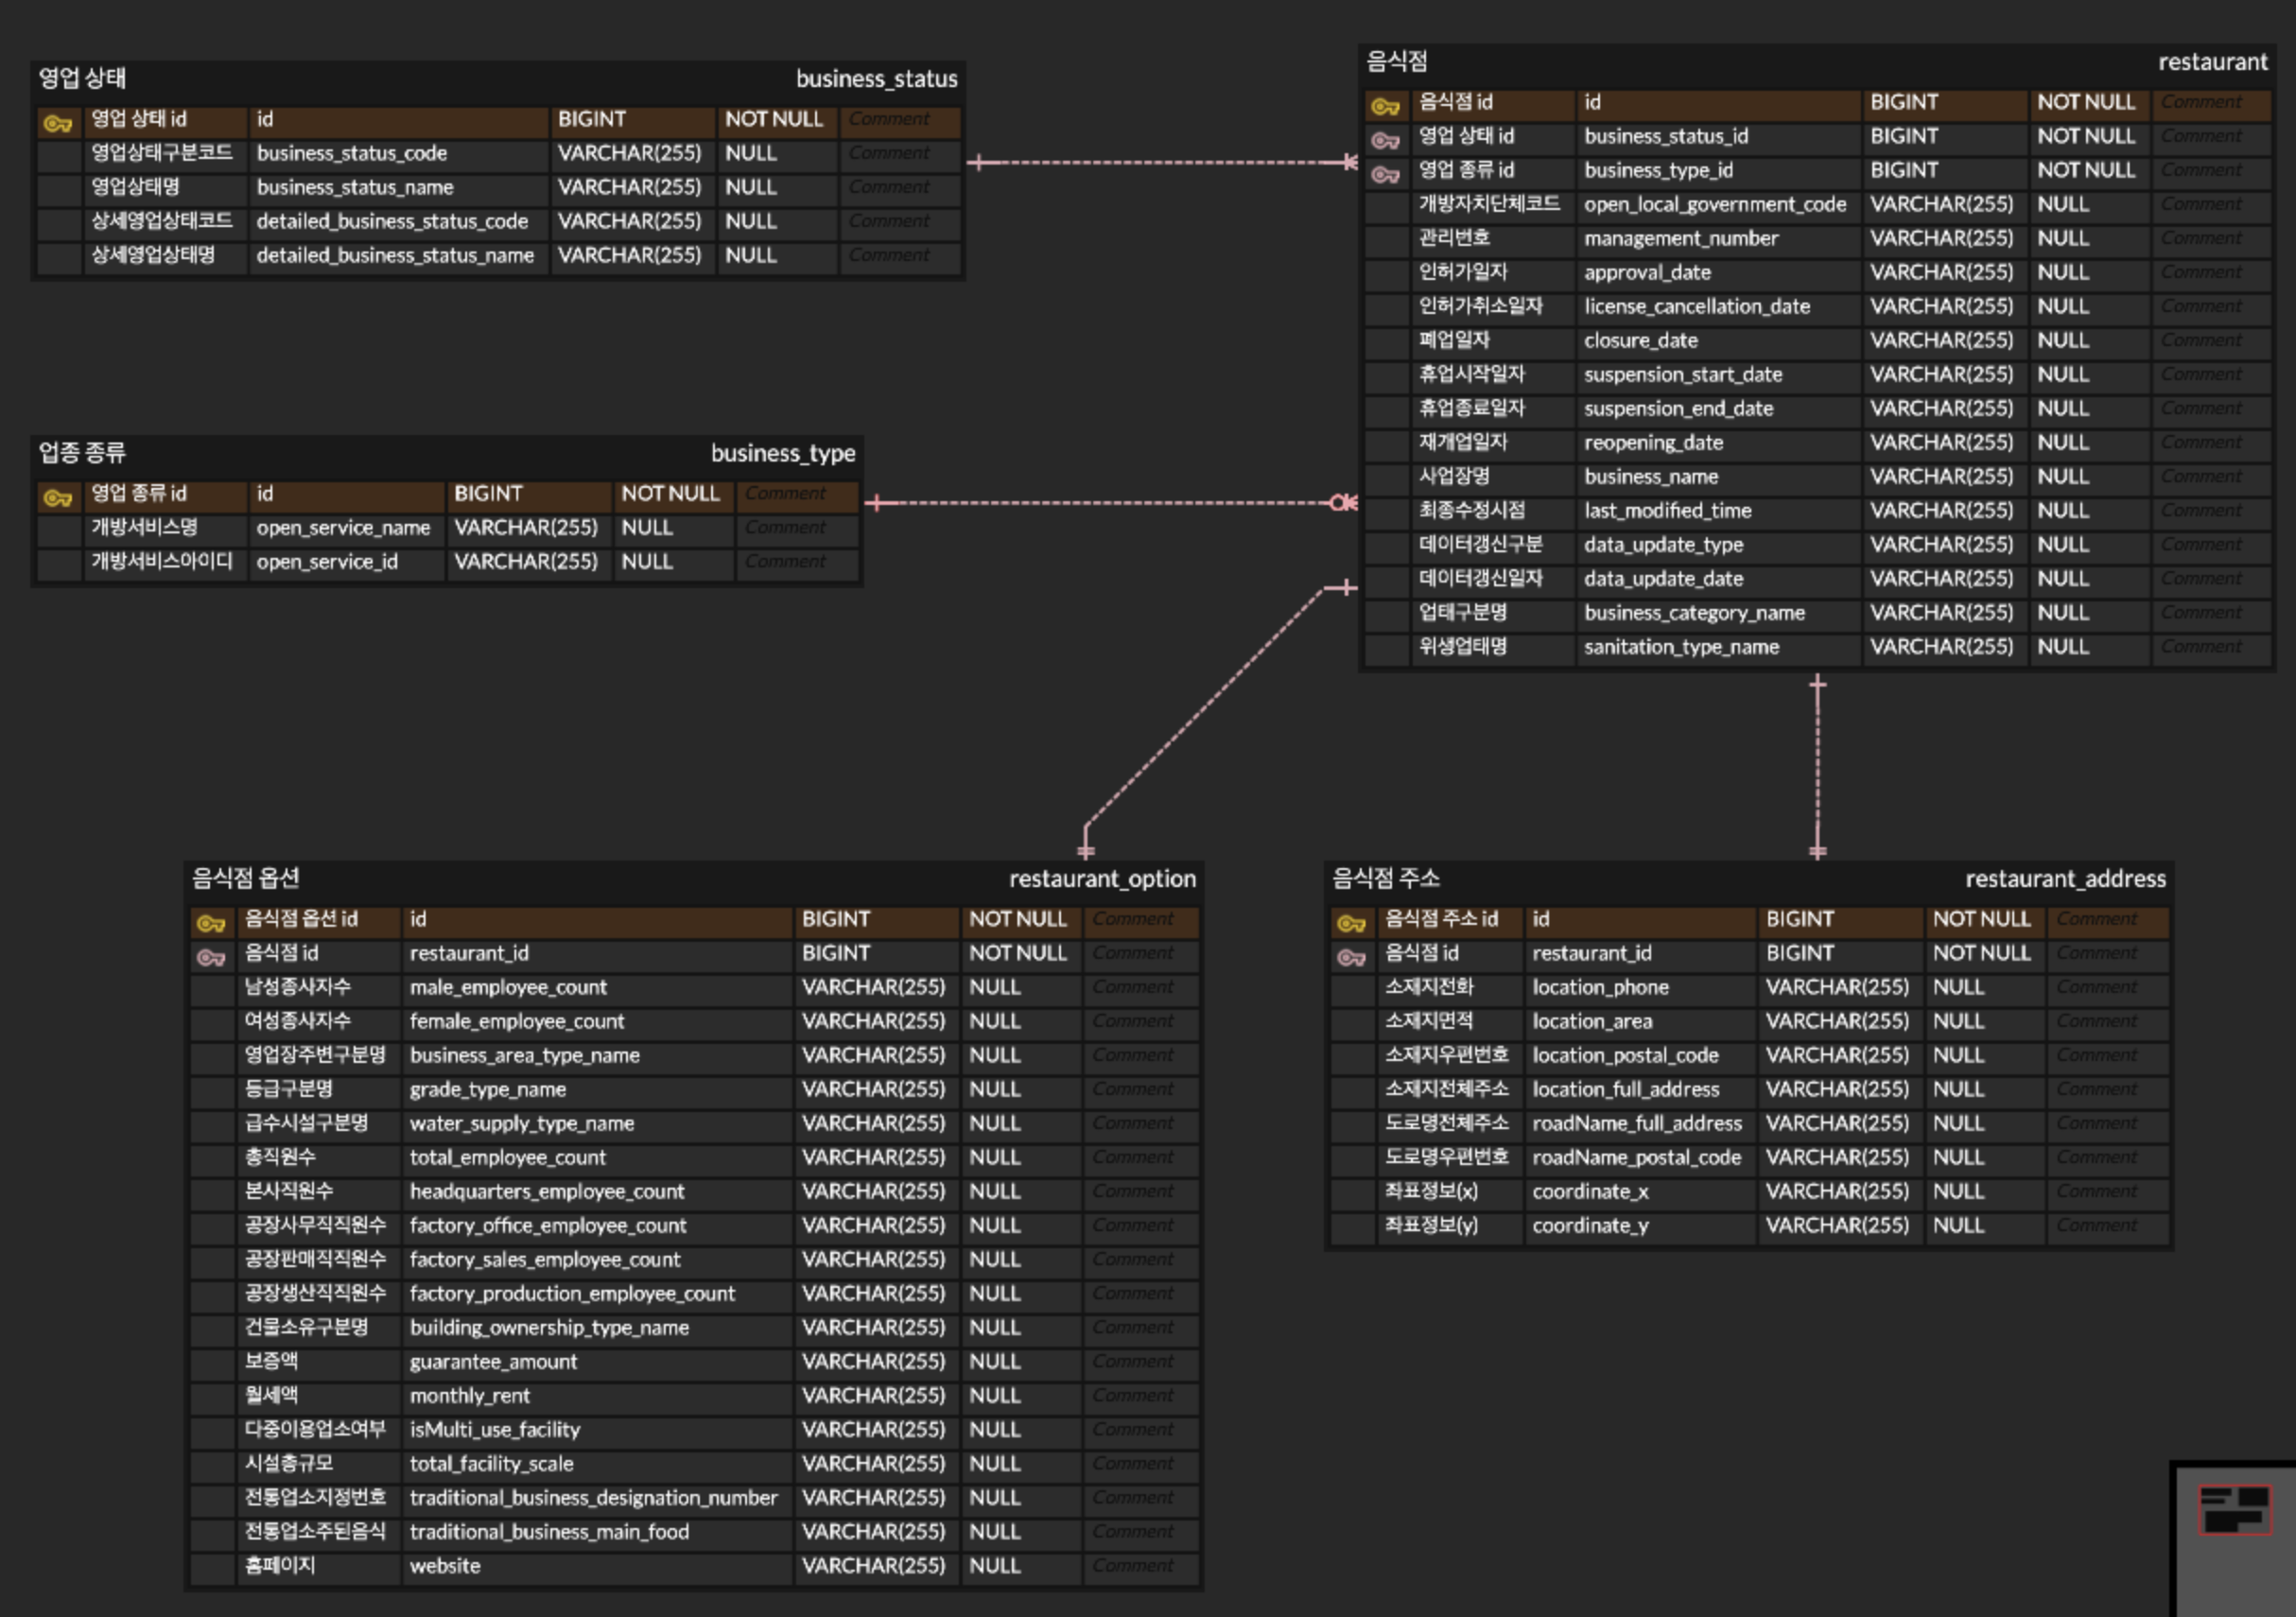 영업 상태 business_status
영업 상태 id id BIGINT NOT NULL Comment
영업상태구분코드 business_status_code VARCHAR(255) NULL Comment
영업상태명 business_status_name VARCHAR(255) NULL Comment
상세영업상태코드 detailed_business_status_code VARCHAR(255) NULL Comment
상세영업상태명 detailed_business_status_name VARCHAR(255) NULL Comment
음식점 restaurant
음식점 id id BIGINT NOT NULL Comment
영업 상태 id business_status_id BIGINT NOT NULL Comment
영업 종류 id business_type_id BIGINT NOT NULL Comment
개방자치단체코드 open_local_government_code VARCHAR(255) NULL Comment
관리번호 management_number VARCHAR(255) NULL Comment
인허가일자 approval_date VARCHAR(255) NULL Comment
인허가취소일자 license_cancellation_date VARCHAR(255) NULL Comment
폐업일자 closure_date VARCHAR(255) NULL Comment
휴업시작일자 suspension_start_date VARCHAR(255) NULL Comment
휴업종료일자 suspension_end_date VARCHAR(255) NULL Comment
재개업일자 reopening_date VARCHAR(255) NULL Comment
사업장명 business_name VARCHAR(255) NULL Comment
최종수정시점 last_modified_time VARCHAR(255) NULL Comment
데이터갱신구분 data_update_type VARCHAR(255) NULL Comment
데이터갱신일자 data_update_date VARCHAR(255) NULL Comment
업태구분명 business_category_name VARCHAR(255) NULL Comment
위생업태명 sanitation_type_name VARCHAR(255) NULL Comment
업종 종류 business_type
영업 종류 id id BIGINT NOT NULL Comment
개방서비스명 open_service_name VARCHAR(255) NULL Comment
개방서비스아이디 open_service_id VARCHAR(255) NULL Comment
음식점 옵션 restaurant_option
음식점 옵션 id id BIGINT NOT NULL Comment
음식점 id restaurant_id BIGINT NOT NULL Comment
남성종사자수 male_employee_count VARCHAR(255) NULL Comment
여성종사자수 female_employee_count VARCHAR(255) NULL Comment
영업장주변구분명 business_area_type_name VARCHAR(255) NULL Comment
등급구분명 grade_type_name VARCHAR(255) NULL Comment
급수시설구분명 water_supply_type_name VARCHAR(255) NULL Comment
총직원수 total_employee_count VARCHAR(255) NULL Comment
본사직원수 headquarters_employee_count VARCHAR(255) NULL Comment
공장사무직직원수 factory_office_employee_count VARCHAR(255) NULL Comment
공장판매직직원수 factory_sales_employee_count VARCHAR(255) NULL Comment
공장생산직직원수 factory_production_employee_count VARCHAR(255) NULL Comment
건물소유구분명 building_ownership_type_name VARCHAR(255) NULL Comment
보증액 guarantee_amount VARCHAR(255) NULL Comment
월세액 monthly_rent VARCHAR(255) NULL Comment
다중이용업소여부 isMulti_use_facility VARCHAR(255) NULL Comment
시설총규모 total_facility_scale VARCHAR(255) NULL Comment
전통업소지정번호 traditional_business_designation_number VARCHAR(255) NULL Comment
전통업소주된음식 traditional_business_main_food VARCHAR(255) NULL Comment
홈페이지 website VARCHAR(255) NULL Comment
음식점 주소 restaurant_address
음식점 주소 id id BIGINT NOT NULL Comment
음식점 id restaurant_id BIGINT NOT NULL Comment
소재지전화 location_phone VARCHAR(255) NULL Comment
소재지면적 location_area VARCHAR(255) NULL Comment
소재지우편번호 location_postal_code VARCHAR(255) NULL Comment
소재지전체주소 location_full_address VARCHAR(255) NULL Comment
도로명전체주소 roadName_full_address VARCHAR(255) NULL Comment
도로명우편번호 roadName_postal_code VARCHAR(255) NULL Comment
좌표정보(x) coordinate_x VARCHAR(255) NULL Comment
좌표정보(y) coordinate_y VARCHAR(255) NULL Comment